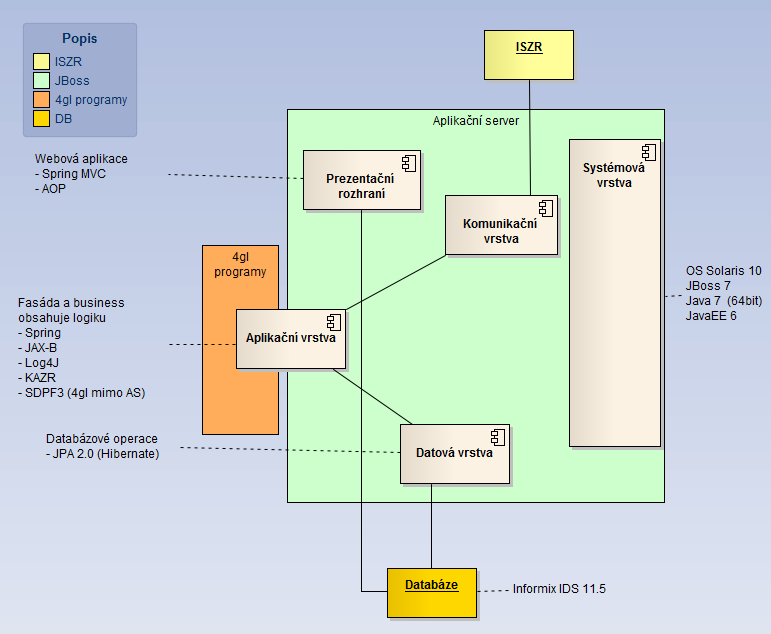 Popis
ISZR
JBoss
4gl programy
DB
ISZR
Aplikační server
Webová aplikace
- Spring MVC
- AOP
Prezentační
rozhraní
Systémová
vrstva
Komunikační
vrstva
4gl
programy
OS Solaris 10
JBoss 7
Java 7  (64bit)
JavaEE 6
Fasáda a business
obsahuje logiku
- Spring
- JAX-B
- Log4J
- KAZR
- SDPF3 (4gl mimo AS)
Aplikační vrstva
Databázové operace
- JPA 2.0 (Hibernate)
Datová vrstva
Databáze
Informix IDS 11.5